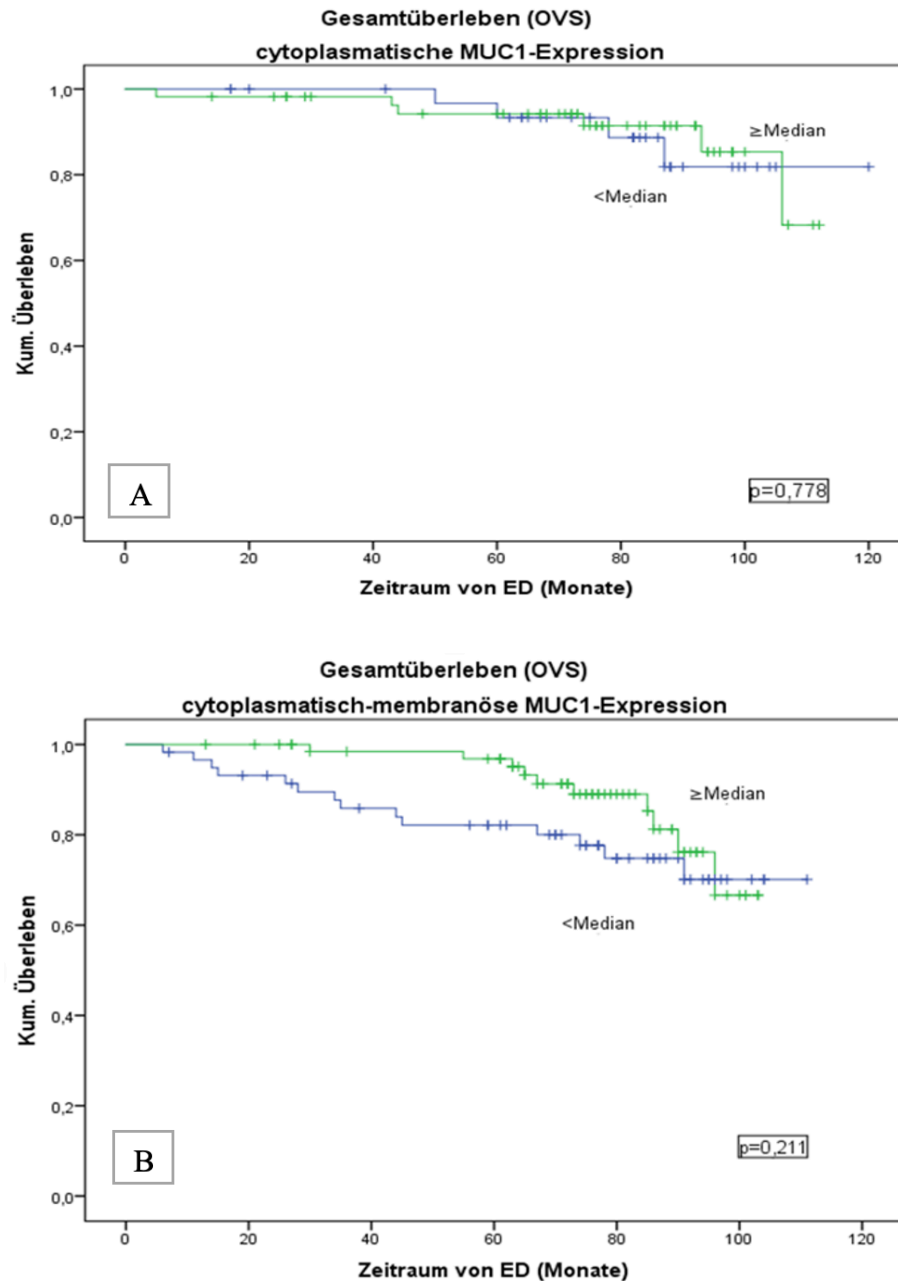 Gesamtüberleben (OVS)
cytoplasmatische MUC1-Expression
1,0
0,8
0,6
0,4
0,2
0,0
Kum. Überleben
≥Median
<Median
A
p=0,778
0 20 40 60 80 100 120
Zeitraum von ED (Monate)
Gesamtüberleben (OVS)
cytoplasmatisch-membranöse MUC1-Expression
1,0
0,8
0,6
0,4
0,2
0,0
Kum. Überleben
≥Median
<Median
B
p=0,211
0 20 40 60 80 100 120
Zeitraum von ED (Monate)